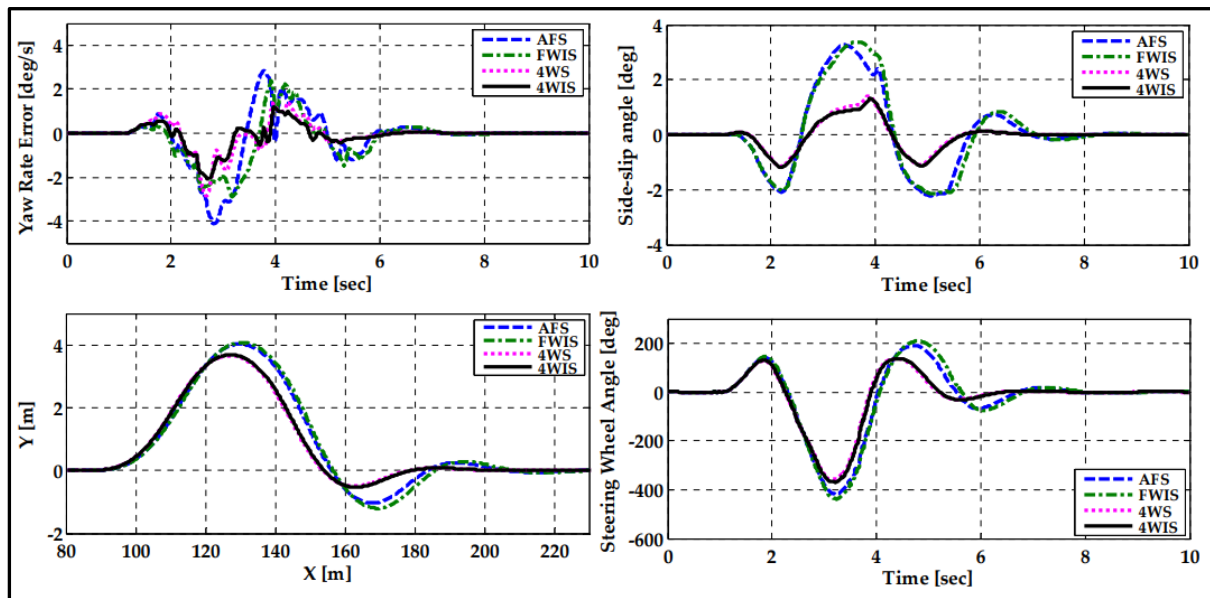 Yaw Rate Error [deg/s]
4
2
0
-2
-4
AFS
FWIS
4WS
4WIS
0 2 4 6 8 10
Time [sec]
Side-slip angle [deg]
4
2
0
-2
-4
AFS
FWIS
4WS
4WIS
0 2 4 6 8 10
Time [sec]
Y [m]
4
2
0
-2
AFS
FWIS
4WS
4WIS
80 100 120 140 160 180 200 220
X [m]
Steering Wheel Angle [deg]
200
0
-200
-400
-600
AFS
FWIS
4WS
4WIS
0 2 4 6 8 10
Time [sec]